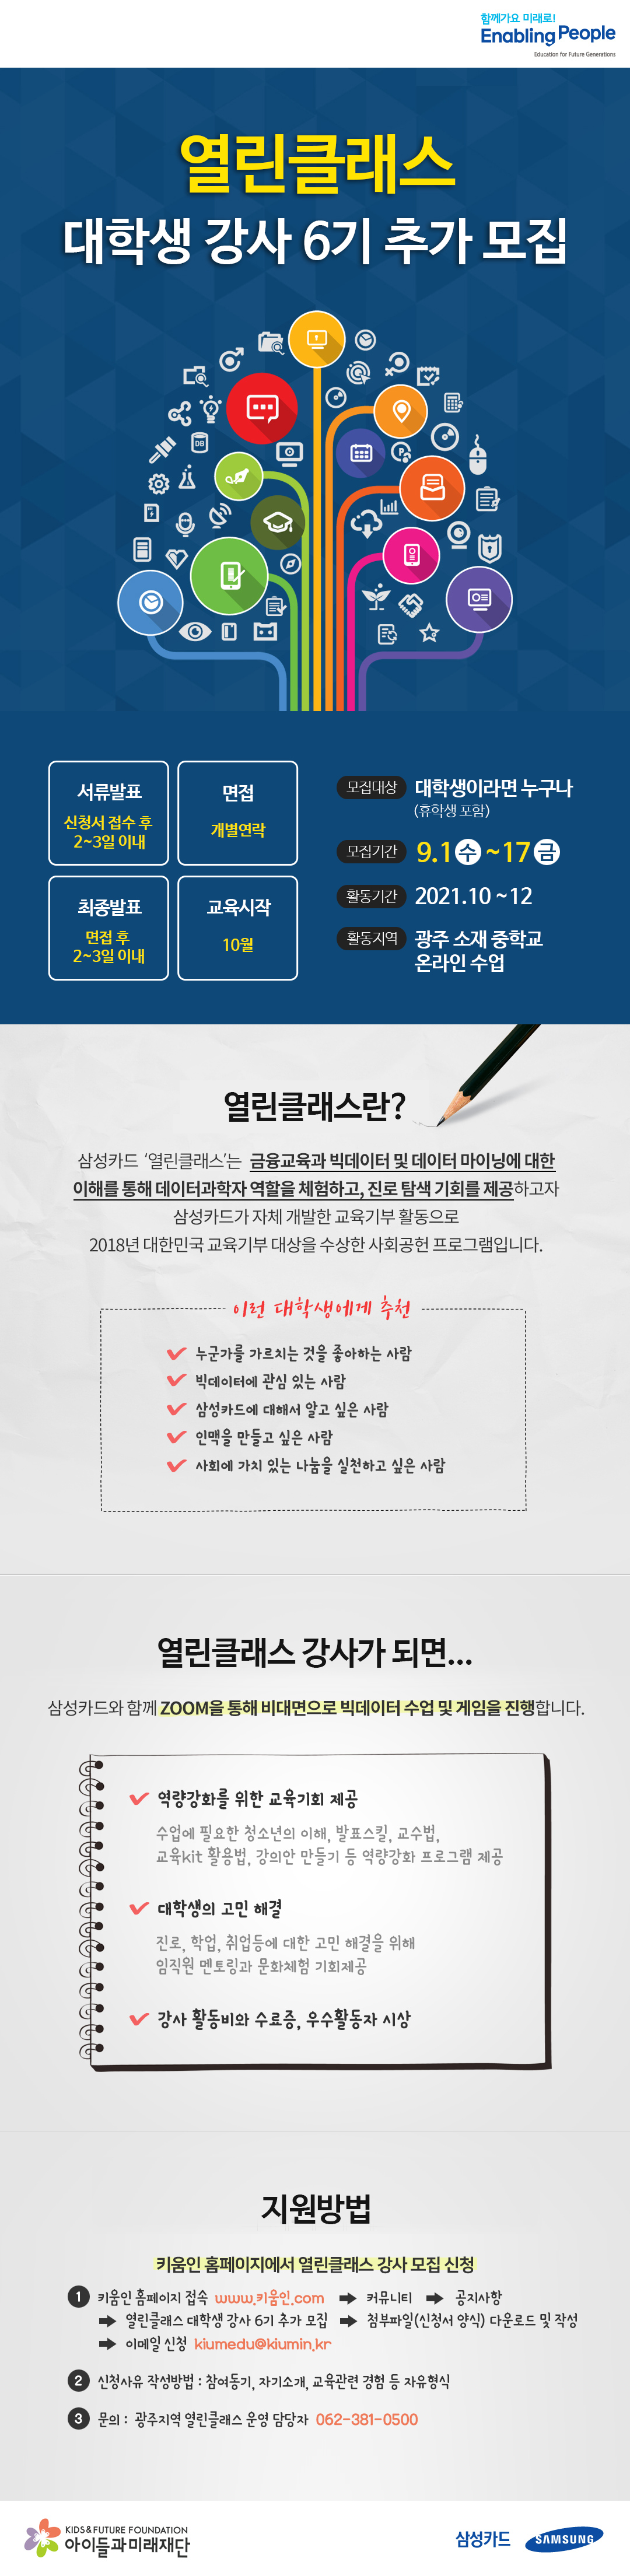 함께가요 미래로!
Enabling People
Education for Future Generations
열린클래스
대학생 강사 6기 추가 모집
DB
P
서류발표
신청서 접수 후
2~3일 이내
면접
개별연락
최종발표
면접 후
2~3일 이내
교육시작
10월
모집대상 대학생이라면 누구나
(휴학생 포함)
모집기간 9.1 수 ~17 금
활동기간 2021.10 ~12
활동지역 광주 소재 중학교
온라인 수업
열린클래스란?
삼성카드 ‘열린클래스’는 금융교육과 빅데이터 및 데이터 마이닝에 대한
이해를 통해 데이터과학자 역할을 체험하고, 진로 탐색 기회를 제공하고자
삼성카드가 자체 개발한 교육기부 활동으로
2018년 대한민국 교육기부 대상을 수상한 사회공헌 프로그램입니다.
이런 대학생에게 추천
누군가를 가르치는 것을 좋아하는 사람
빅데이터에 관심 있는 사람
삼성카드에 대해서 알고 싶은 사람
인맥을 만들고 싶은 사람
사회에 가치 있는 나눔을 실천하고 싶은 사람
열린클래스 강사가 되면...
삼성카드와 함께 ZOOM을 통해 비대면으로 빅데이터 수업 및 게임을 진행합니다.
역량강화를 위한 교육기회 제공
수업에 필요한 청소년의 이해, 발표스킬, 교수법,
교육kit 활용법, 강의안 만들기 등 역량강화 프로그램 제공
대학생의 고민 해결
진로, 학업, 취업등에 대한 고민 해결을 위해
임직원 멘토링과 문화체험 기회제공
강사 활동비와 수료증, 우수활동자 시상
지원방법
키움인 홈페이지에서 열린클래스 강사 모집 신청
1 키움인 홈페이지 접속 www.키움인.com ➡ 커뮤니티 ➡ 공지사항
➡ 열린클래스 대학생 강사 6기 추가 모집 ➡ 첨부파일(신청서 양식) 다운로드 및 작성
➡ 이메일 신청 kiumedu@kiumin.kr
2 신청사유 작성방법 : 참여동기, 자기소개, 교육관련 경험 등 자유형식
3 문의 : 광주지역 열린클래스 운영 담당자 062-381-0500
KIDS&FUTURE FOUNDATION
아이들과미래재단
삼성카드 SAMSUNG